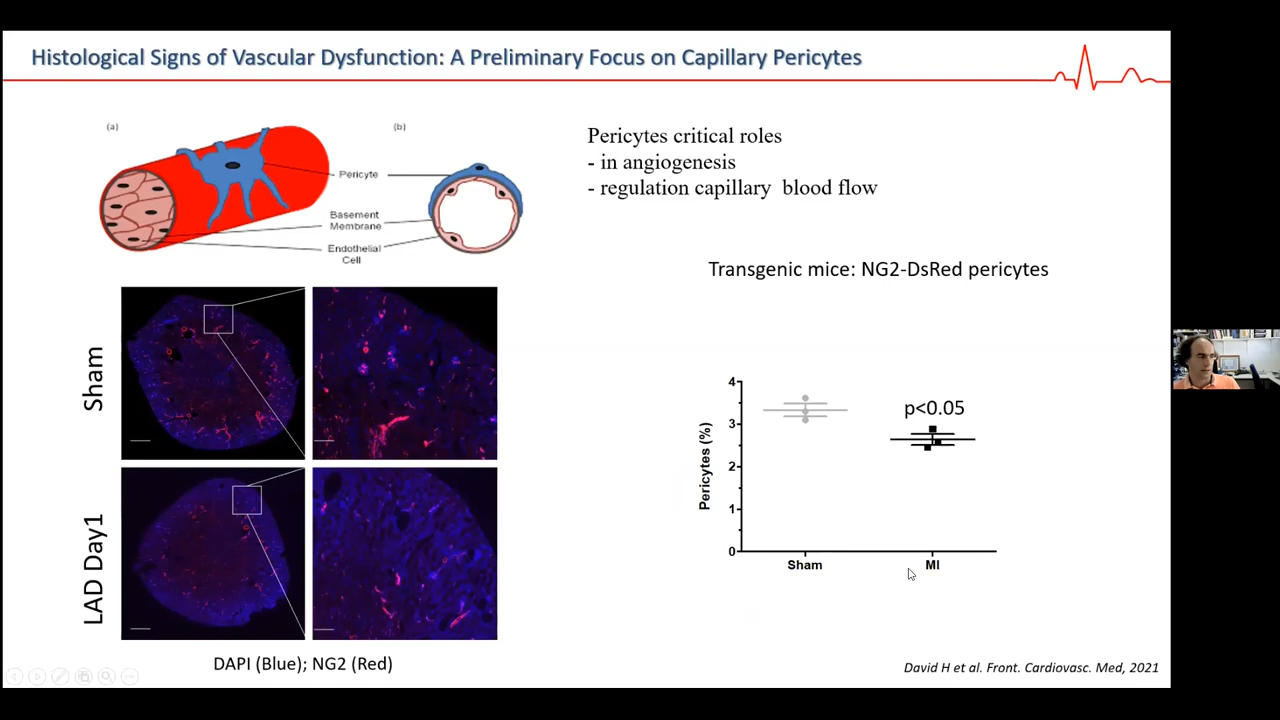 Histological Signs of Vascular Dysfunction: A Preliminary Focus on Capillary Pericytes
(a)
(b)
Pericyte
Basement
Membrane
Endothelial
Cell
Pericytes critical roles
- in angiogenesis
- regulation capillary blood flow
Transgenic mice: NG2-DsRed pericytes
Sham
LAD Day1
DAPI (Blue); NG2 (Red)
Pericytes (%)
4
3
2
1
0
p<0.05
Sham
MI
David H et al. Front. Cardiovasc. Med, 2021